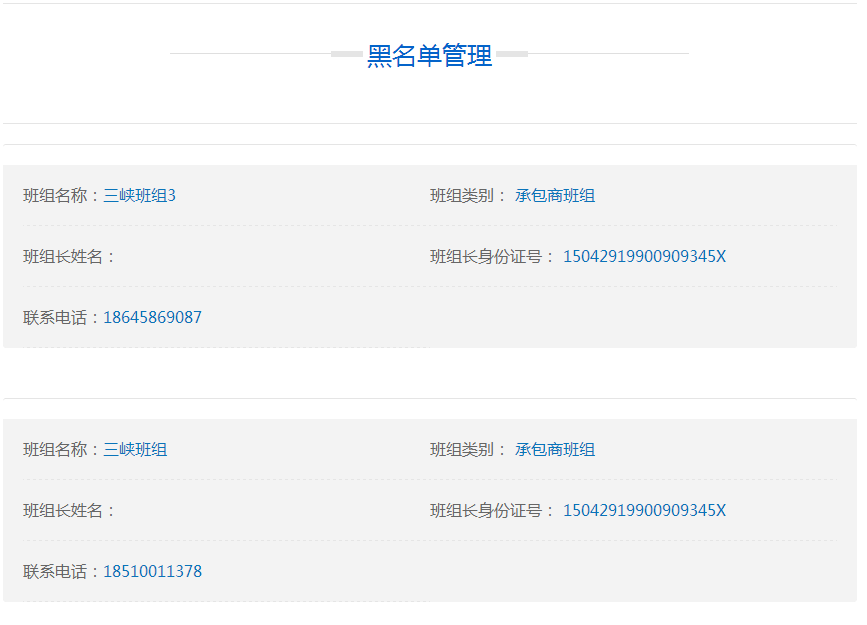 黑名单管理
班组名称：三峡班组3 班组类别： 承包商班组
班组长姓名： 班组长身份证号： 15042919900909345X
联系电话：18645869087
班组名称：三峡班组 班组类别： 承包商班组
班组长姓名： 班组长身份证号： 15042919900909345X
联系电话：18510011378